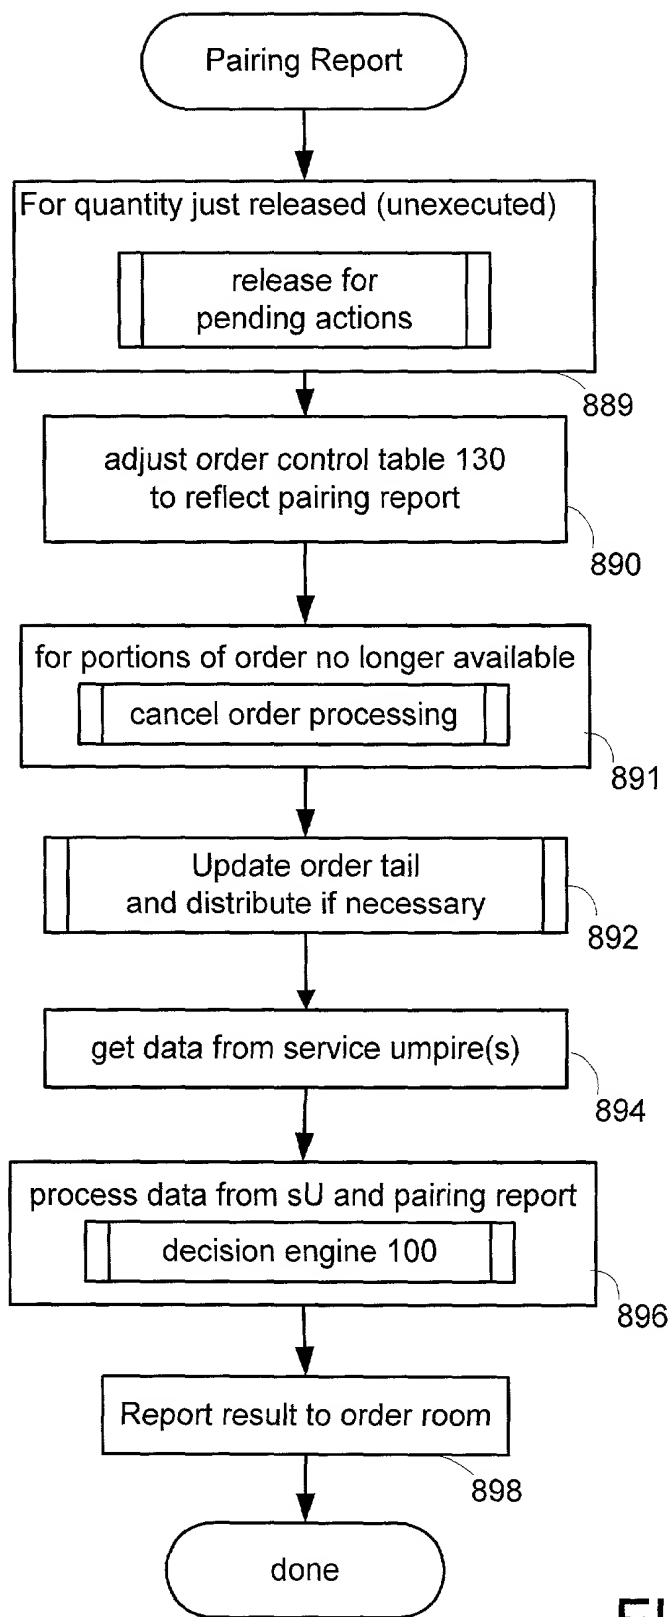 Pairing Report
For quantity just released (unexecuted)
release for
pending actions
889
adjust order control table 130
to reflect pairing report
890
for portions of order no longer available
cancel order processing
891
Update order tail
and distribute if necessary
892
get data from service umpire(s)
894
process data from sU and pairing report
decision engine 100
896
Report result to order room
898
done